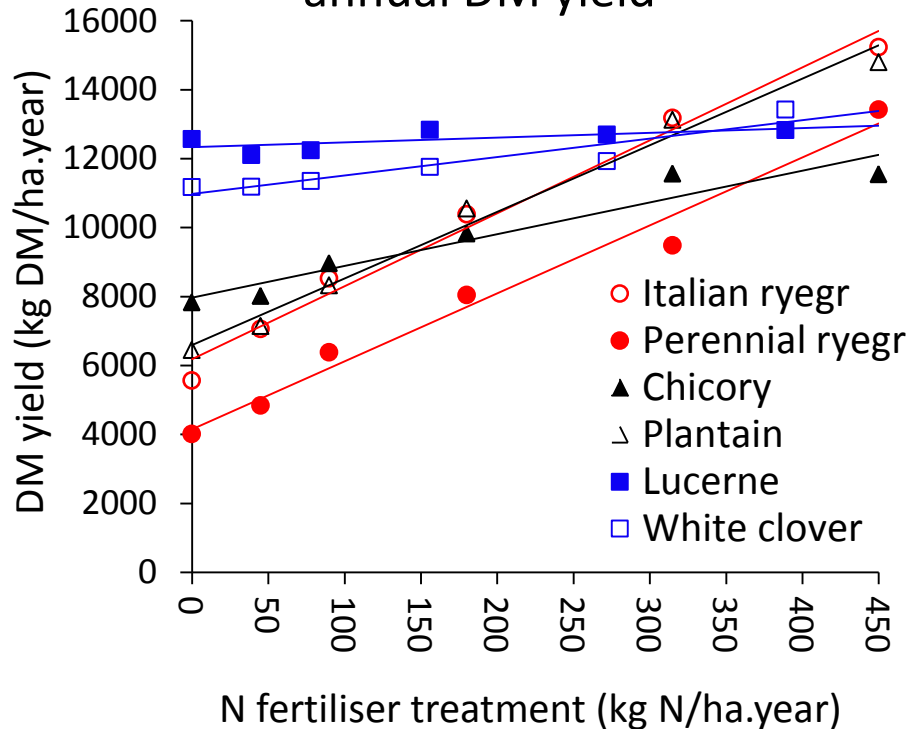 annual DM yield
DM yield (kg DM/ha.year)
16000
14000
12000
10000
8000
6000
4000
2000
0
Italian ryegr
Perennial ryegr
Chicory
Plantain
Lucerne
White clover
0
50
100
150
200
250
300
350
400
450
N fertiliser treatment (kg N/ha.year)